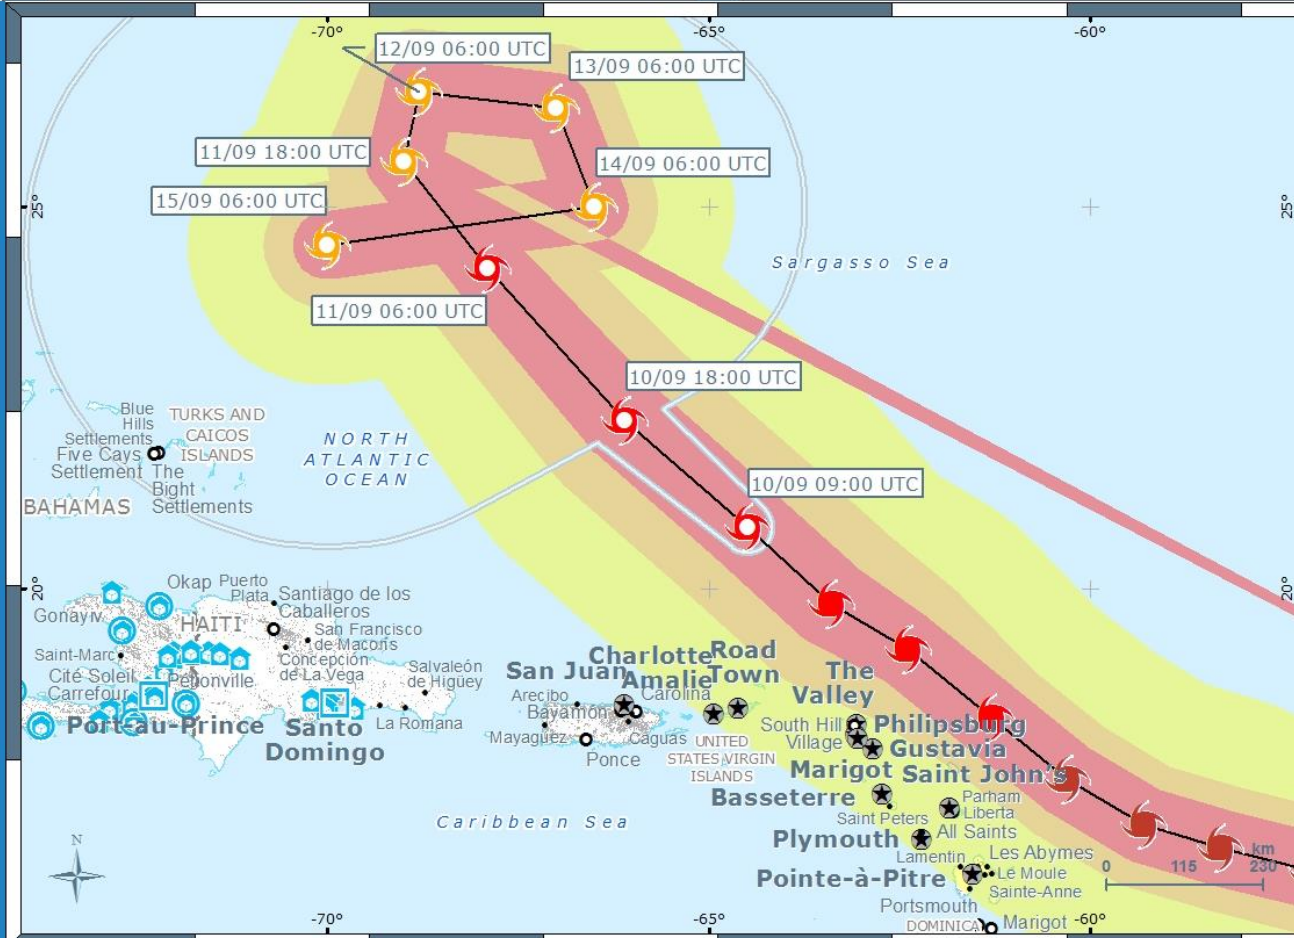 -70°
-65°
-60°
12/09 06:00 UTC
13/09 06:00 UTC
11/09 18:00 UTC
14/09 06:00 UTC
15/09 06:00 UTC
25°
25°
Sargasso Sea
11/09 06:00 UTC
10/09 18:00 UTC
Blue
Hills
Settlements
Five Cays
Settlement
The
Bight
Settlements
TURKS AND
CAICOS
ISLANDS
NORTH
ATLANTIC
OCEAN
10/09 09:00 UTC
BAHAMAS
20°
20°
Okap
Puerto
Plata
Santiago de los
Caballeros
Gonayiv
HAITI
San Francisco
de Macoris
Saint-Marc
Concepción
de La Vega
Cité Soleil
Carrefour
Petionville
Salvaleón
de Higüey
Port-au-Prince
Santo
Domingo
La Romana
San Juan
Charlotte
Amalie
Road
Town
The
Valley
Arecibo
Carolina
Bayamón
Mayagüez
Caguas
Ponce
UNITED
STATES VIRGIN
ISLANDS
South Hill
Village
Philipsburg
Gustavia
Marigot
Saint John's
Basseterre
Parham
Liberta
Saint Peters
All Saints
Caribbean Sea
Plymouth
Lamentin
Les Abymes
Le Moule
Pointe-à-Pitre
Sainte-Anne
km
0 115 230
Portsmouth
DOMINICA
Marigot
N
-70°
-65°
-60°